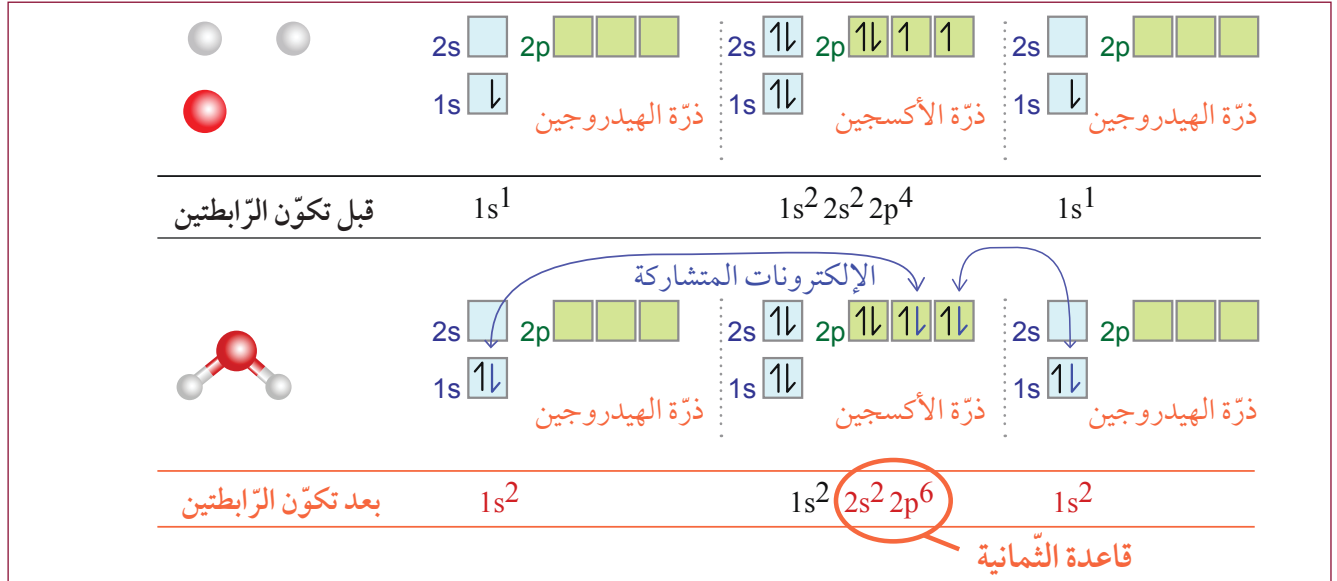 2s 2p 2s 2p 2s 2p
1s 1s 1s
ذرّة الهيدروجين ذرّة الأكسجين ذرّة الهيدروجين
قبل تكوّن الرّابطتين 1s¹ 1s² 2s² 2p⁴ 1s¹
الإلكترونات المتشاركة
2s 2p 2s 2p 2s 2p
1s 1s 1s
ذرّة الهيدروجين ذرّة الأكسجين ذرّة الهيدروجين
بعد تكوّن الرّابطتين 1s² 1s² 2s² 2p⁶ 1s²
قاعدة الثّمانية